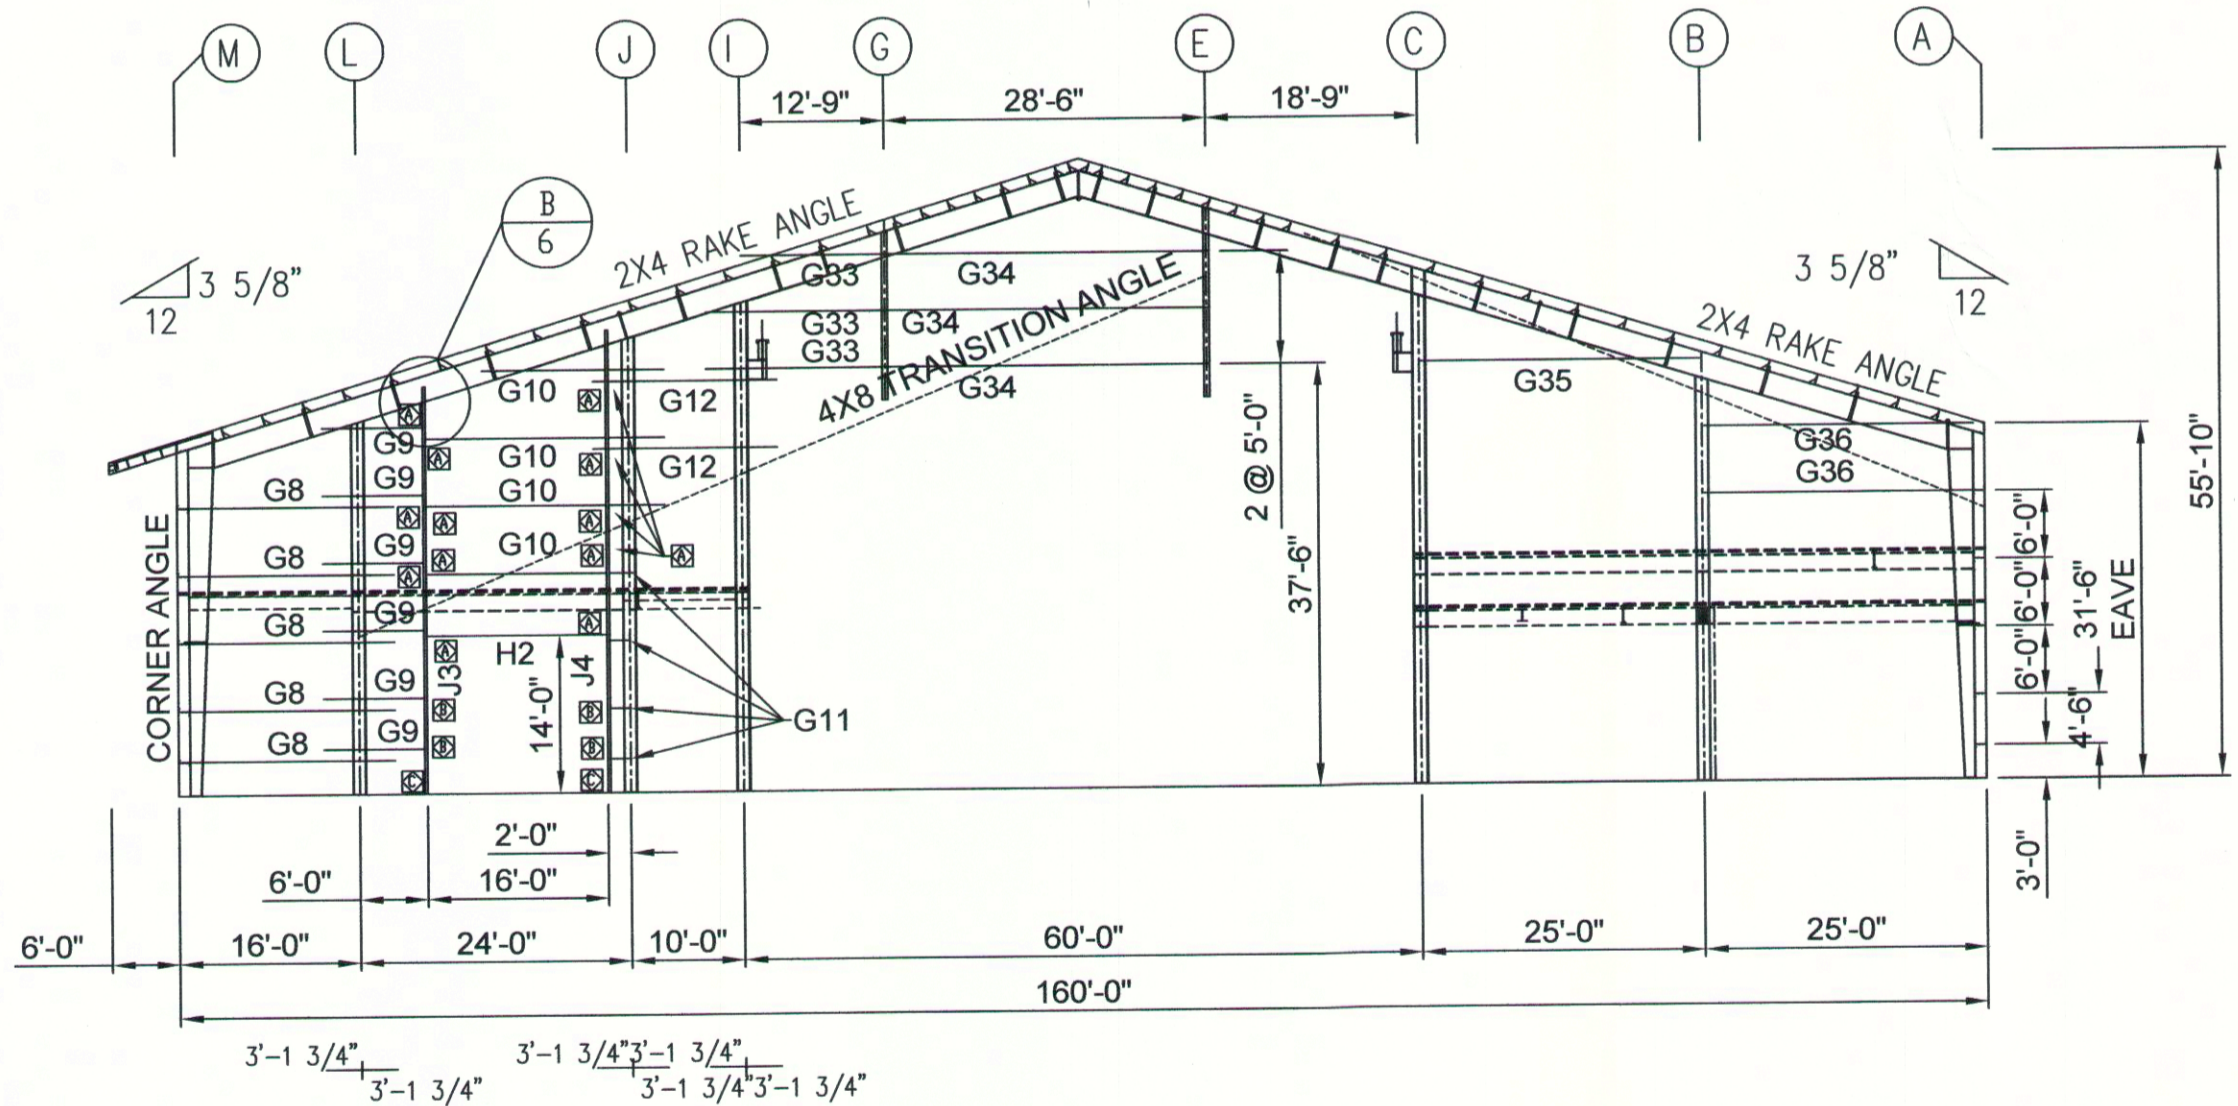 M L J I G E C B A
12'-9" 28'-6" 18'-9"
B
6
2X4 RAKE ANGLE
3 5/8"
12
3 5/8"
12
2X4 RAKE ANGLE
G33 G34
G33 G34
G33
G34
4X8 TRANSITION ANGLE
G35
G36
G36
G10
G12
A
A
G9
G10
G12
A
A
G9
G10
G8
A
A
A
G9
G10
G8
A
A
A
A
G9
G8
A
H2
A
J3
J4
G9
G8
B
B
G11
G9
G8
B
B
C
C
CORNER ANGLE
14'-0"
2 @ 5'-0"
37'-6"
6'-0"
6'-0"
6'-0"
4'-6"
31'-6"
EAVE
55'-10"
3'-0"
2'-0"
6'-0" 16'-0"
6'-0" 16'-0" 24'-0" 10'-0" 60'-0" 25'-0" 25'-0"
160'-0"
3'-1 3/4" 3'-1 3/4" 3'-1 3/4"
3'-1 3/4" 3'-1 3/4" 3'-1 3/4"